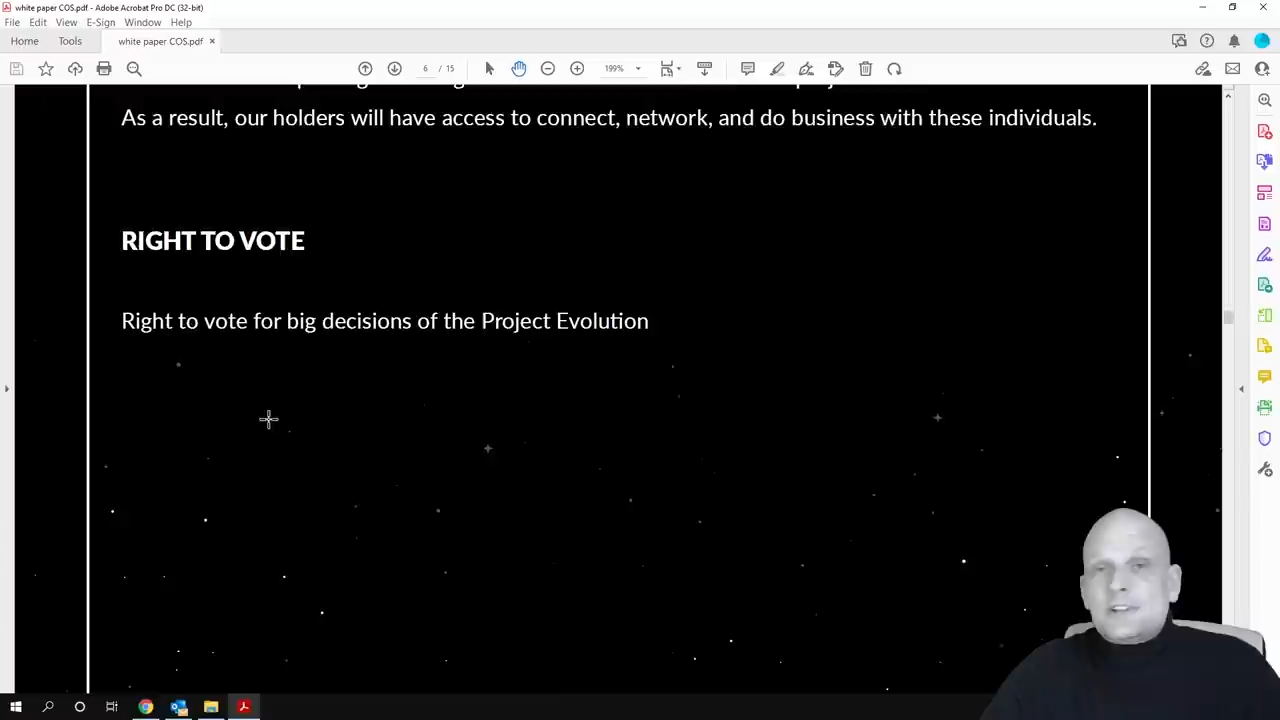 white paper COS.pdf - Adobe Acrobat Pro DC (32-bit)
File Edit View E-Sign Window Help
Home Tools white paper COS.pdf ×
6 / 15 199%
As a result, our holders will have access to connect, network, and do business with these individuals.
RIGHT TO VOTE
Right to vote for big decisions of the Project Evolution